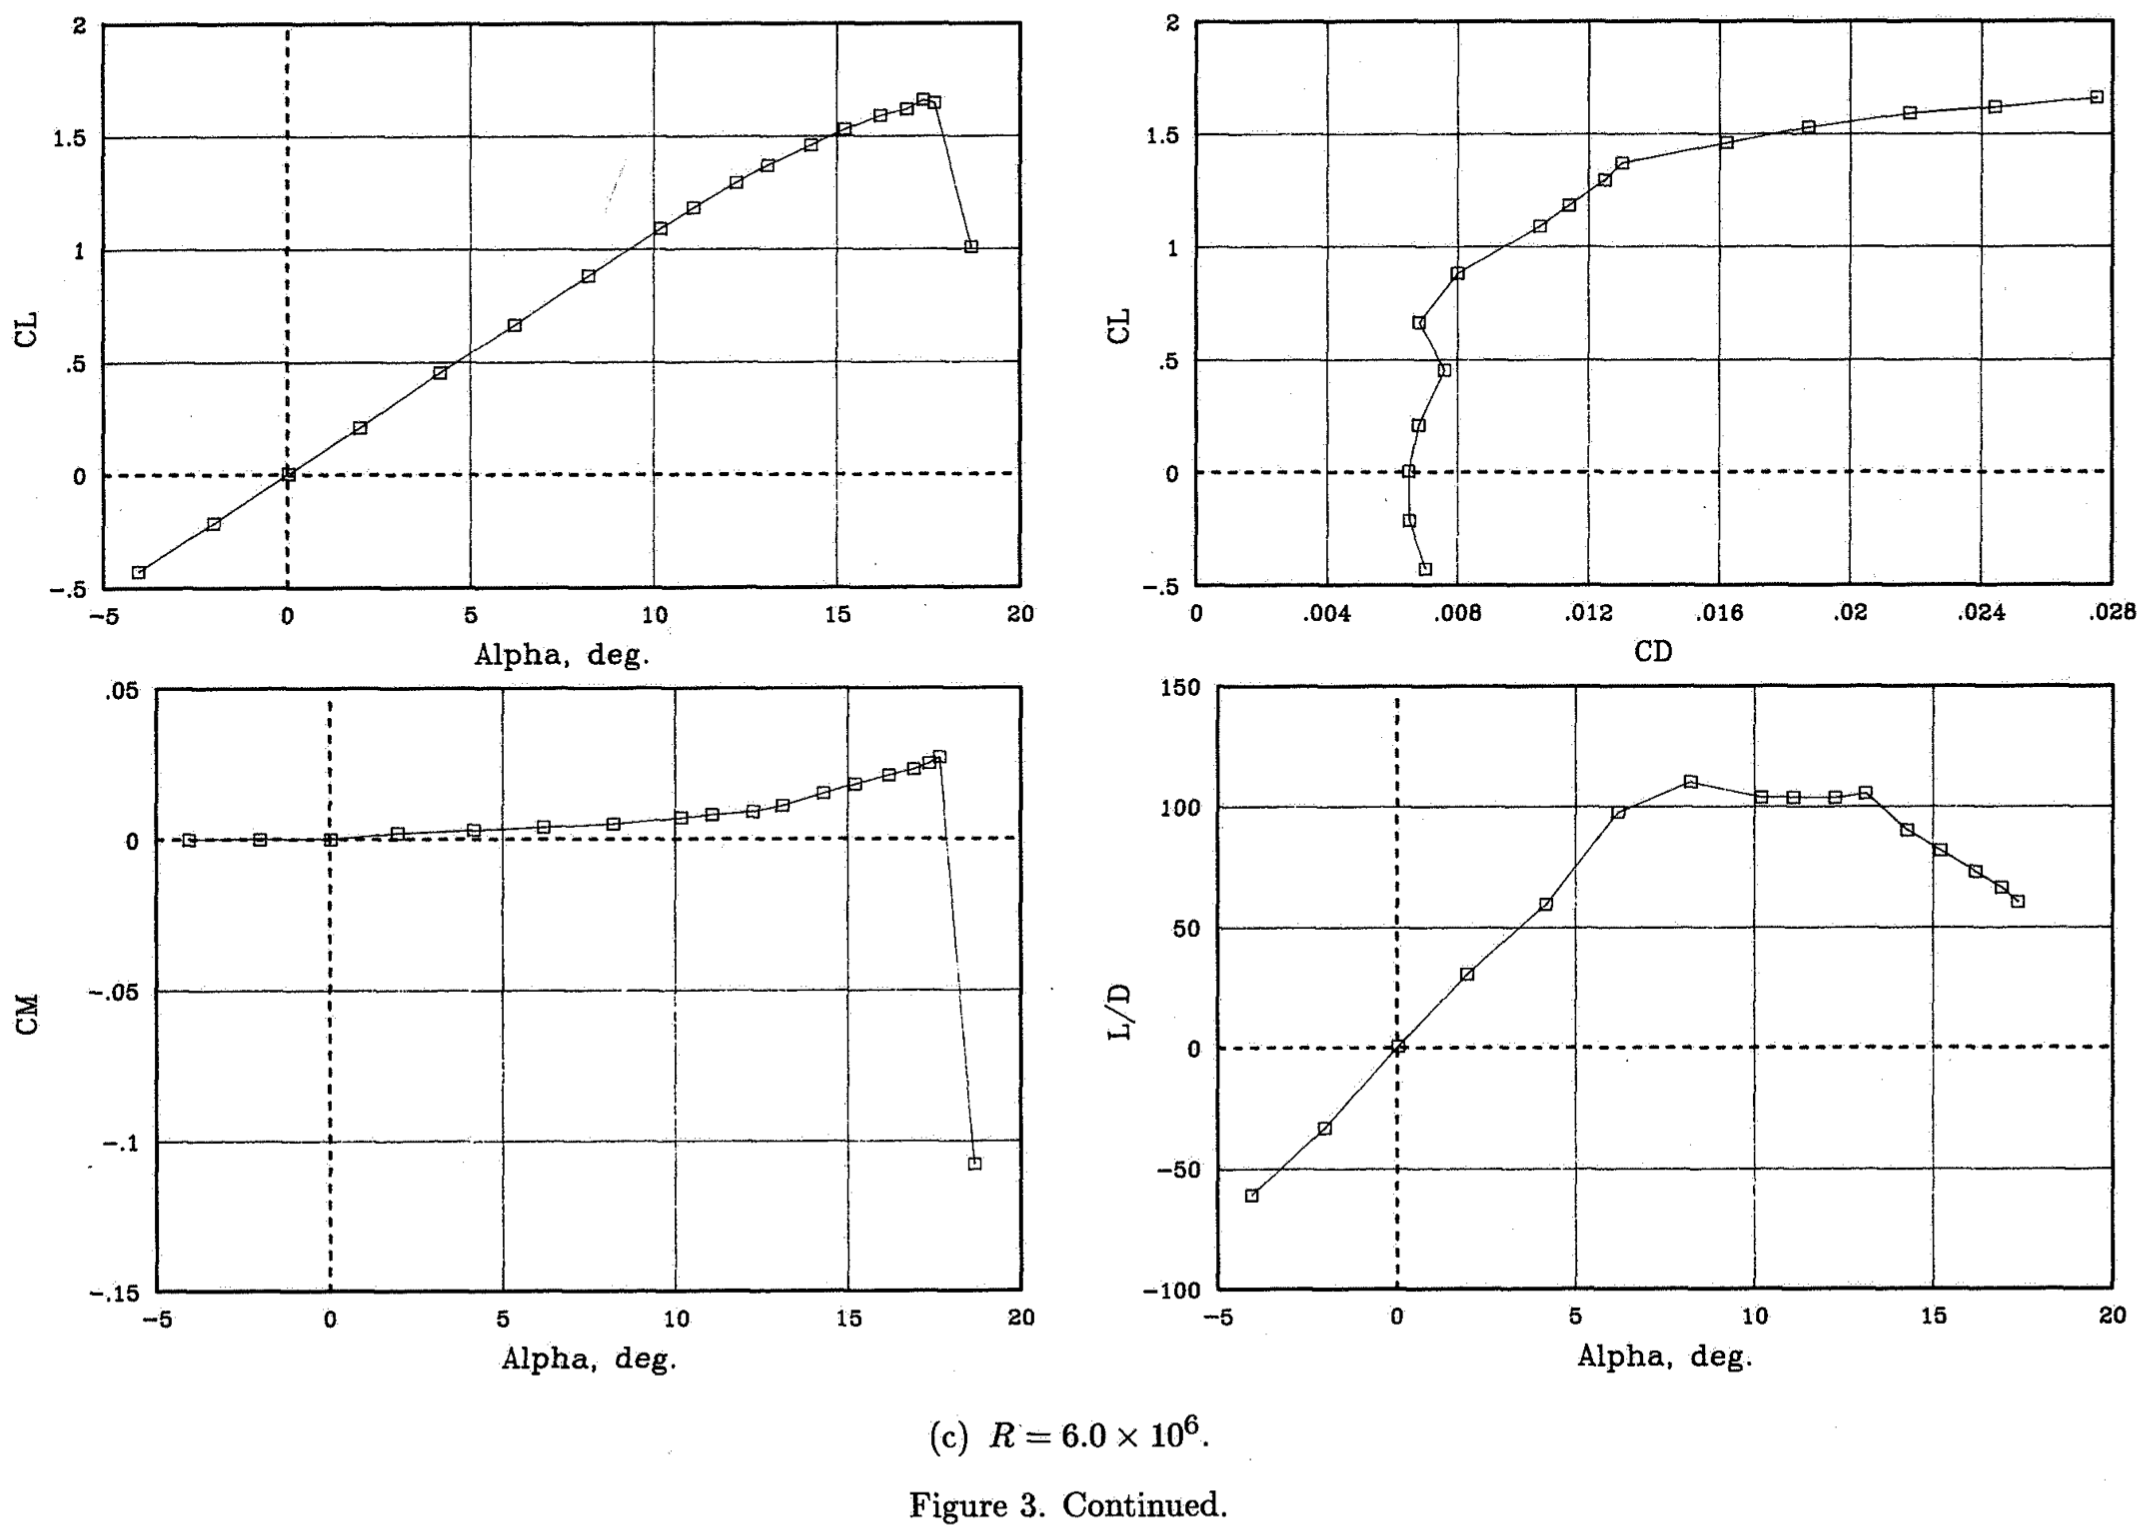 2
1.5
1
.5
0
-.5
-5 0 5 10 15 20
CL
Alpha, deg.
2
1.5
1
.5
0
-.5
0 .004 .008 .012 .016 .02 .024 .028
CL
CD
.05
0
-.05
-.1
-.15
-5 0 5 10 15 20
CM
Alpha, deg.
150
100
50
0
-50
-100
-5 0 5 10 15 20
L/D
Alpha, deg.
(c) R = 6.0 × 10⁶.
Figure 3. Continued.